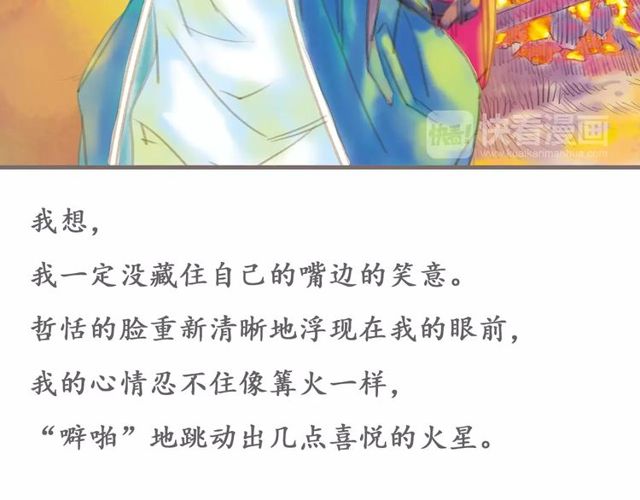 快看!
快看漫画
www.kuaikanmanhua.com
我想,
我一定没藏住自己的嘴边的笑意。
哲恬的脸重新清晰地浮现在我的眼前,
我的心情忍不住像篝火一样,
“噼啪”地跳动出几点喜悦的火星。